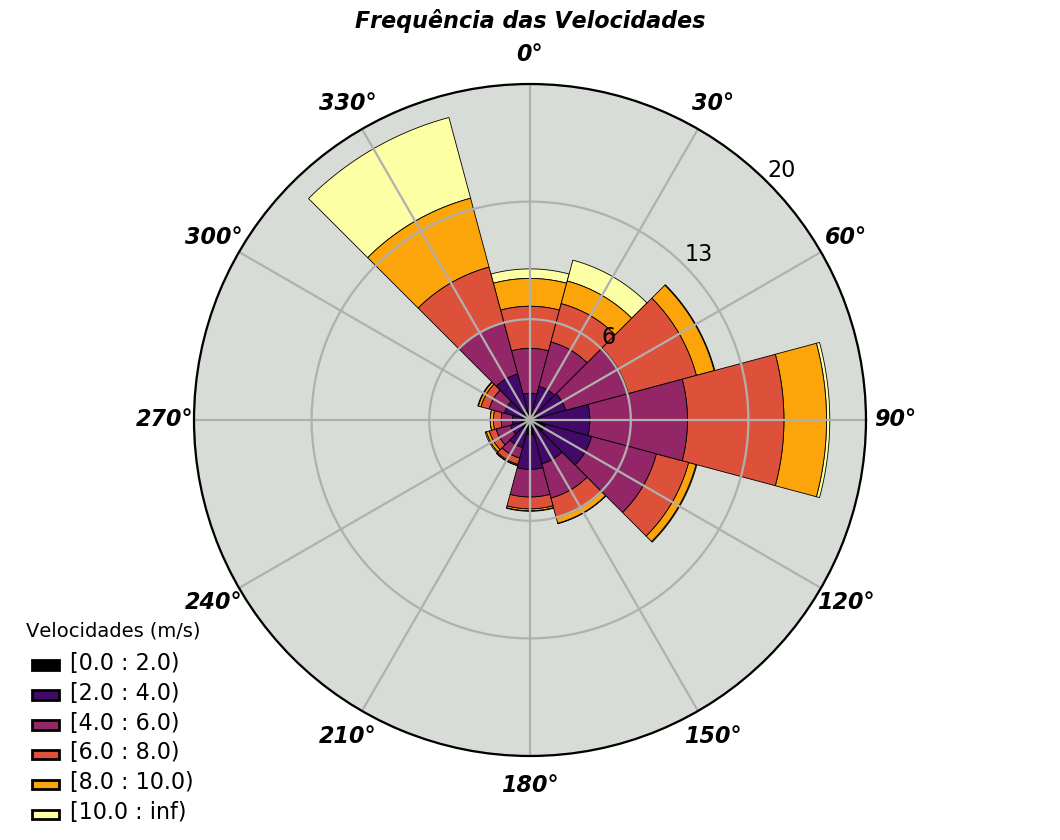 Frequência das Velocidades
0°
330°
30°
20
300°
60°
13
6
270°
90°
240°
120°
210°
150°
180°
Velocidades (m/s)
[0.0 : 2.0)
[2.0 : 4.0)
[4.0 : 6.0)
[6.0 : 8.0)
[8.0 : 10.0)
[10.0 : inf)